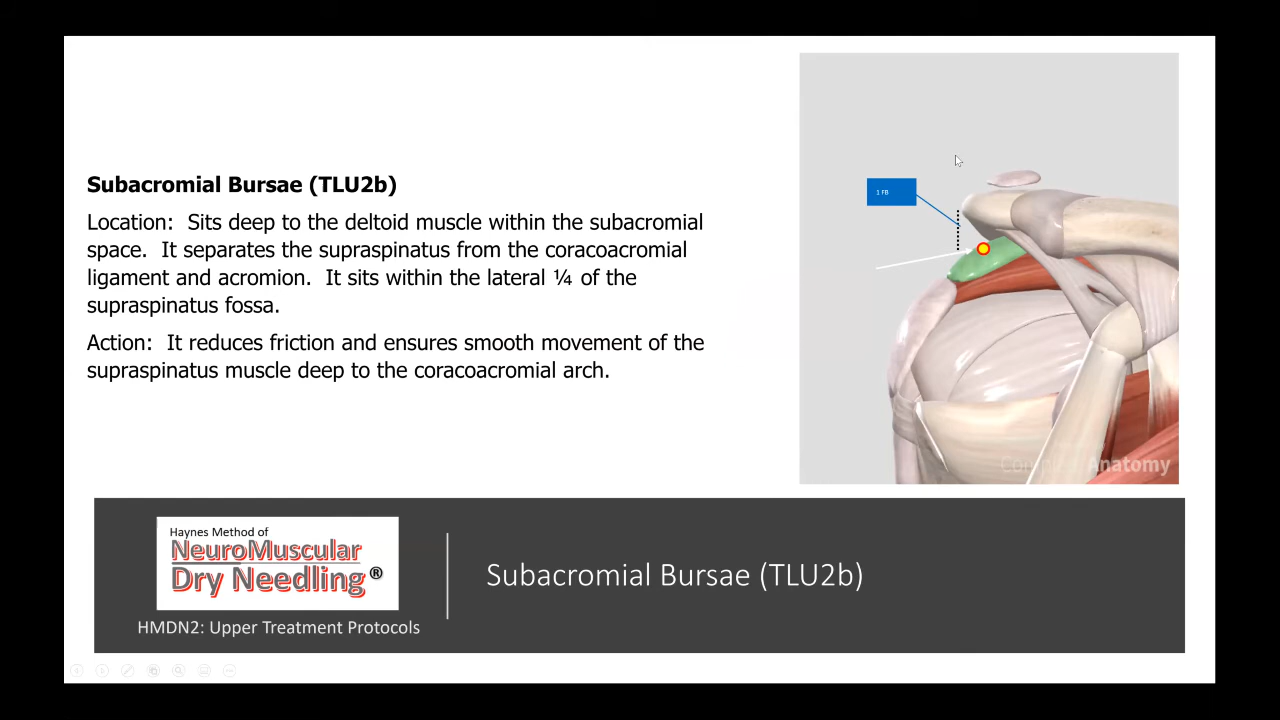 Subacromial Bursae (TLU2b)
Location: Sits deep to the deltoid muscle within the subacromial
space. It separates the supraspinatus from the coracoacromial
ligament and acromion. It sits within the lateral ¼ of the
supraspinatus fossa.
Action: It reduces friction and ensures smooth movement of the
supraspinatus muscle deep to the coracoacromial arch.
1 FB
Anatomy
Haynes Method of
NeuroMuscular
Dry Needling®
HMDN2: Upper Treatment Protocols
Subacromial Bursae (TLU2b)